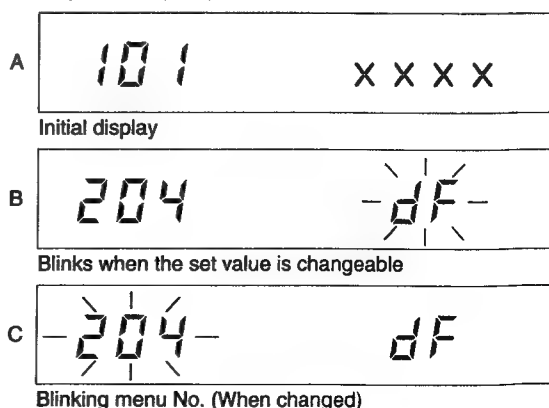 A 101 X X X X
Initial display
B 204 dF
Blinks when the set value is changeable
C 204 dF
Blinking menu No. (When changed)